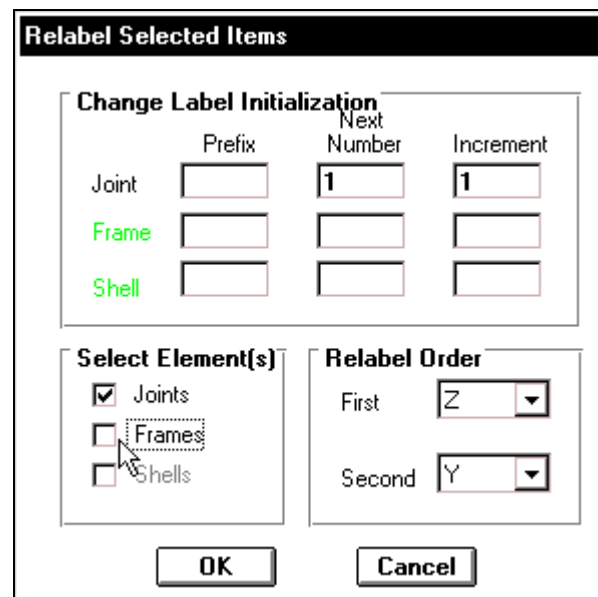 Relabel Selected Items
Change Label Initialization
Prefix Next Number Increment
Joint 1 1
Frame
Shell
Select Element(s)
Joints
Frames
Shells
Relabel Order
First Z
Second Y
OK Cancel